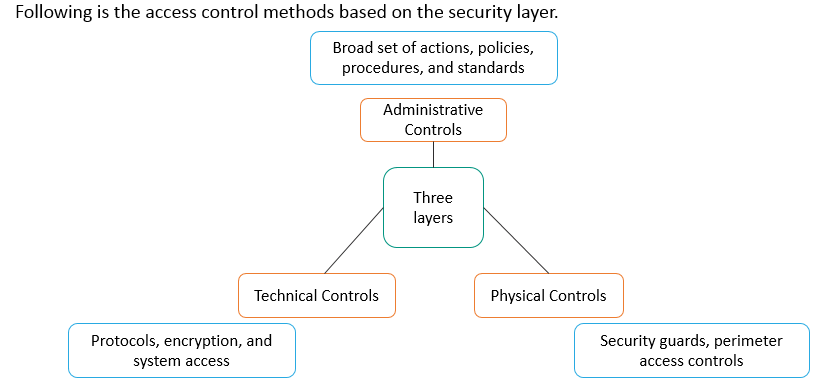 Following is the access control methods based on the security layer.
Broad set of actions, policies,
procedures, and standards
Administrative
Controls
Three
layers
Technical Controls
Physical Controls
Protocols, encryption, and
system access
Security guards, perimeter
access controls